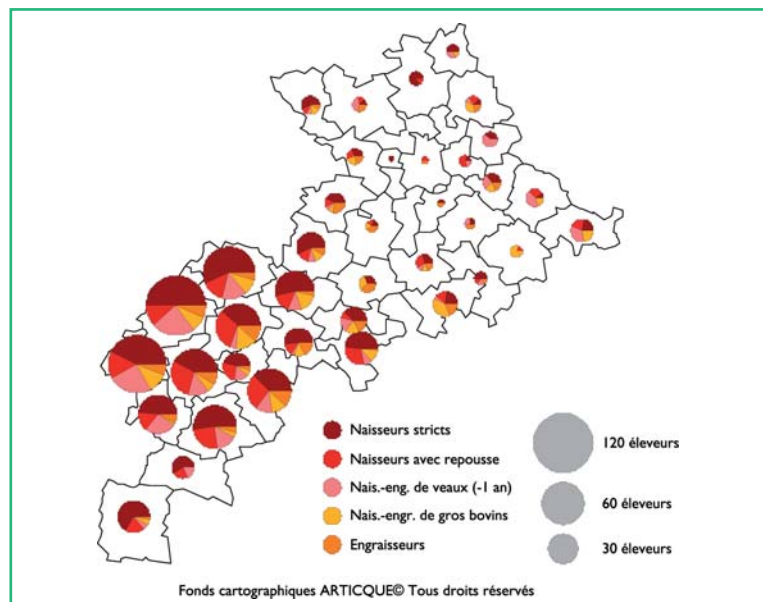 Naisseurs stricts
Naisseurs avec repousse
Nais.-eng. de veaux (-1 an)
Nais.-engr. de gros bovins
Engraisseurs
120 éleveurs
60 éleveurs
30 éleveurs
Fonds cartographiques ARTICQUE© Tous droits réservés